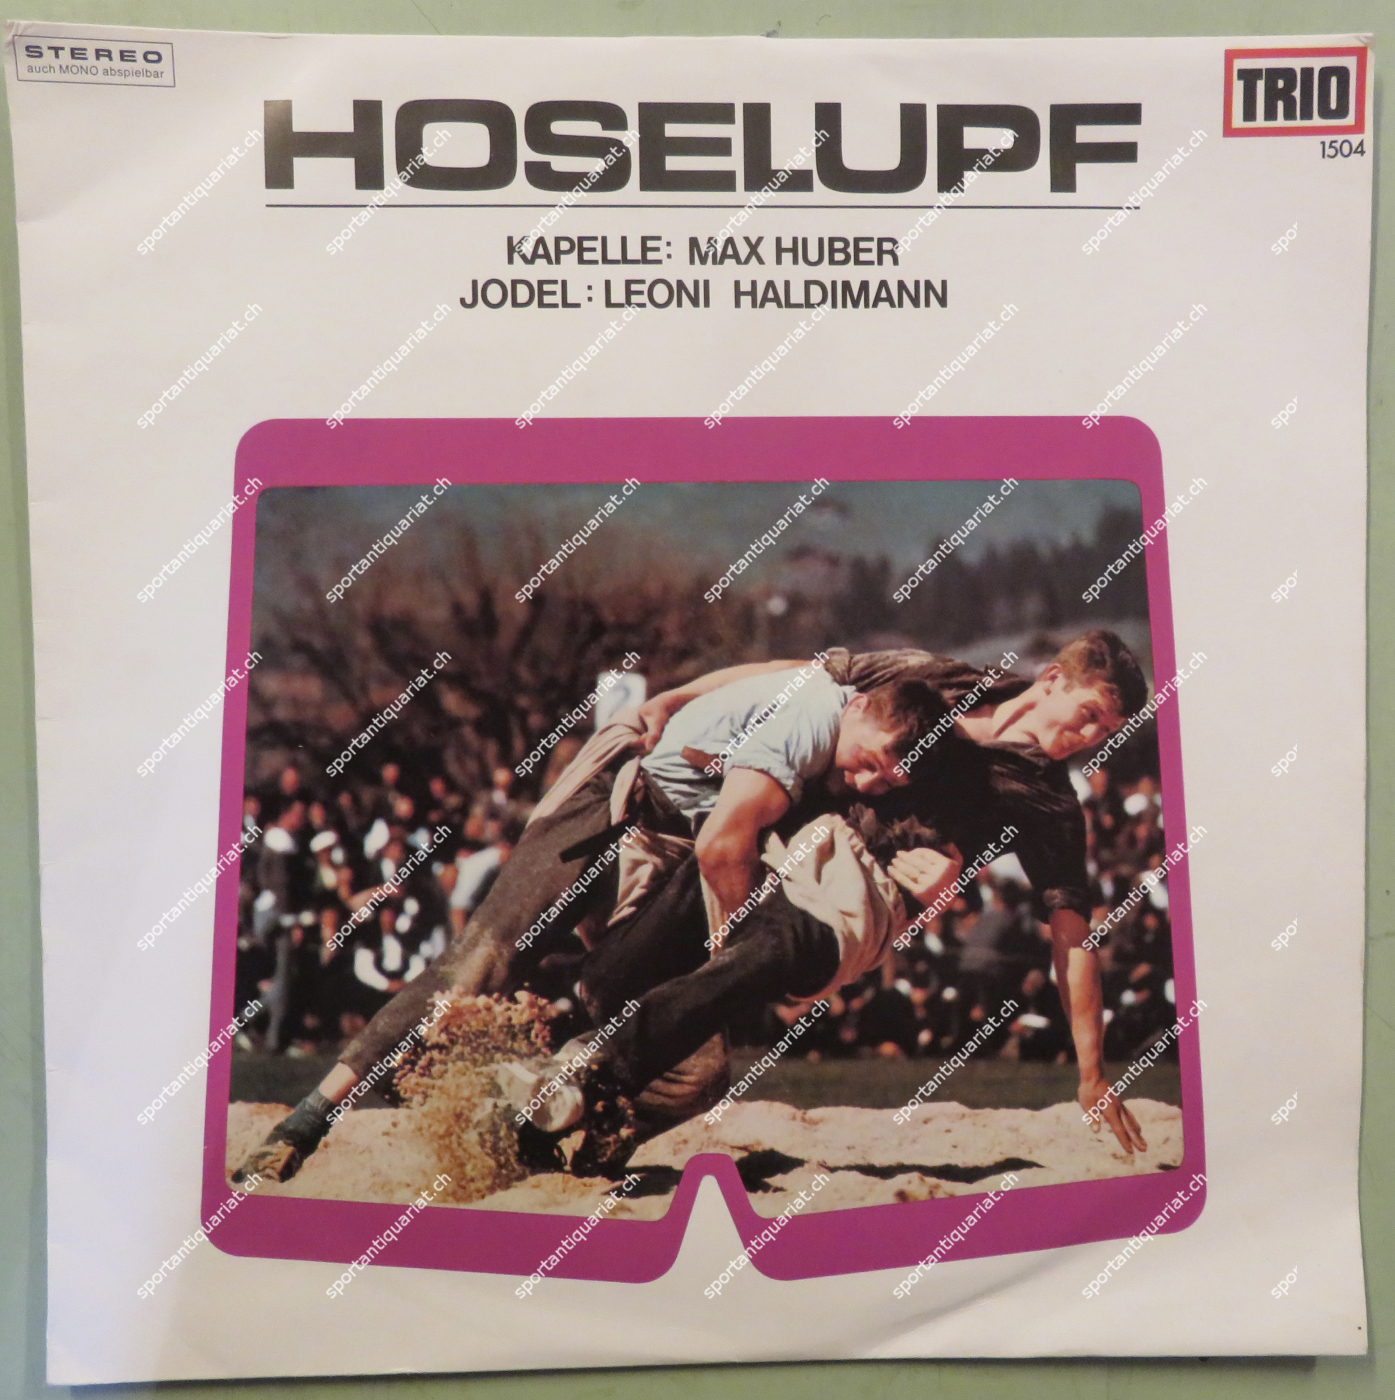 STEREO
auch MONO abspielbar
TRIO
1504
HOSELUPF
KAPELLE: MAX HUBER
JODEL: LEONI HALDIMANN
sportantiquariat.ch